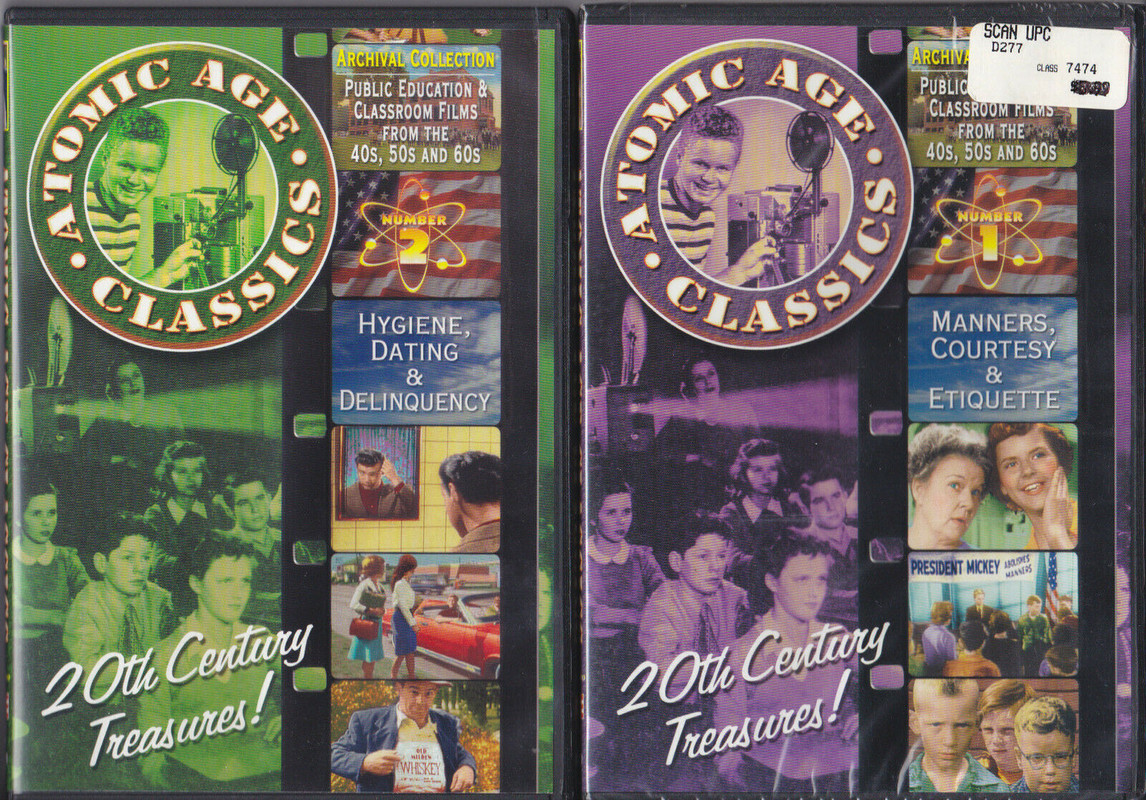 ATOMIC AGE
• CLASSICS •
ARCHIVAL COLLECTION
PUBLIC EDUCATION &
CLASSROOM FILMS
FROM THE
40S, 50S AND 60S
NUMBER
2
HYGIENE,
DATING
&
DELINQUENCY
OLD
WHISKEY
20th Century
Treasures!
SCAN UPC
D277
CLASS 7474
ATOMIC AGE
• CLASSICS •
ARCHIVA
PUBLIC
CLASSROOM FILMS
FROM THE
40S, 50S AND 60S
NUMBER
1
MANNERS,
COURTESY
&
ETIQUETTE
PRESIDENT MICKEY ABOLISHES
MANNERS
20th Century
Treasures!